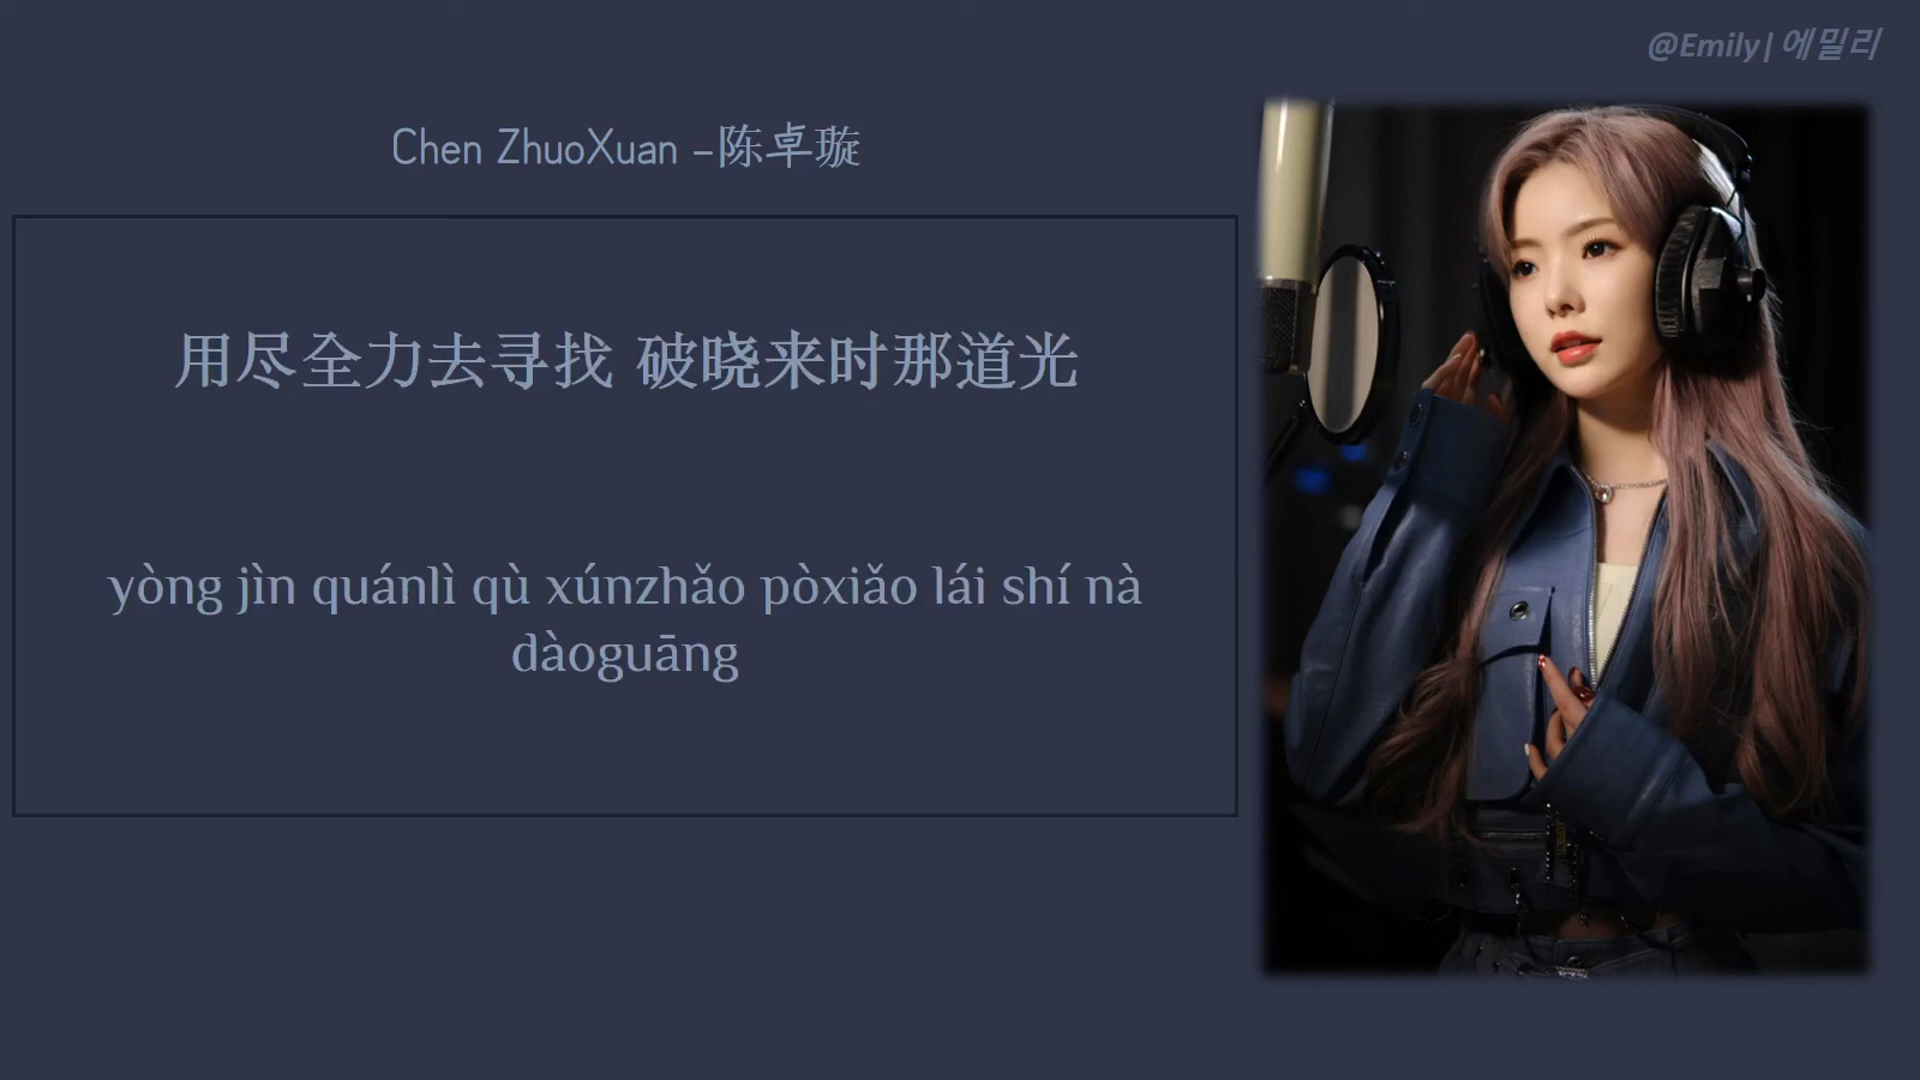 @Emily| 에밀리
Chen ZhuoXuan -陈卓璇
用尽全力去寻找 破晓来时那道光
yòng jìn quánlì qù xúnzhǎo pòxiǎo lái shí nà
dàoguāng